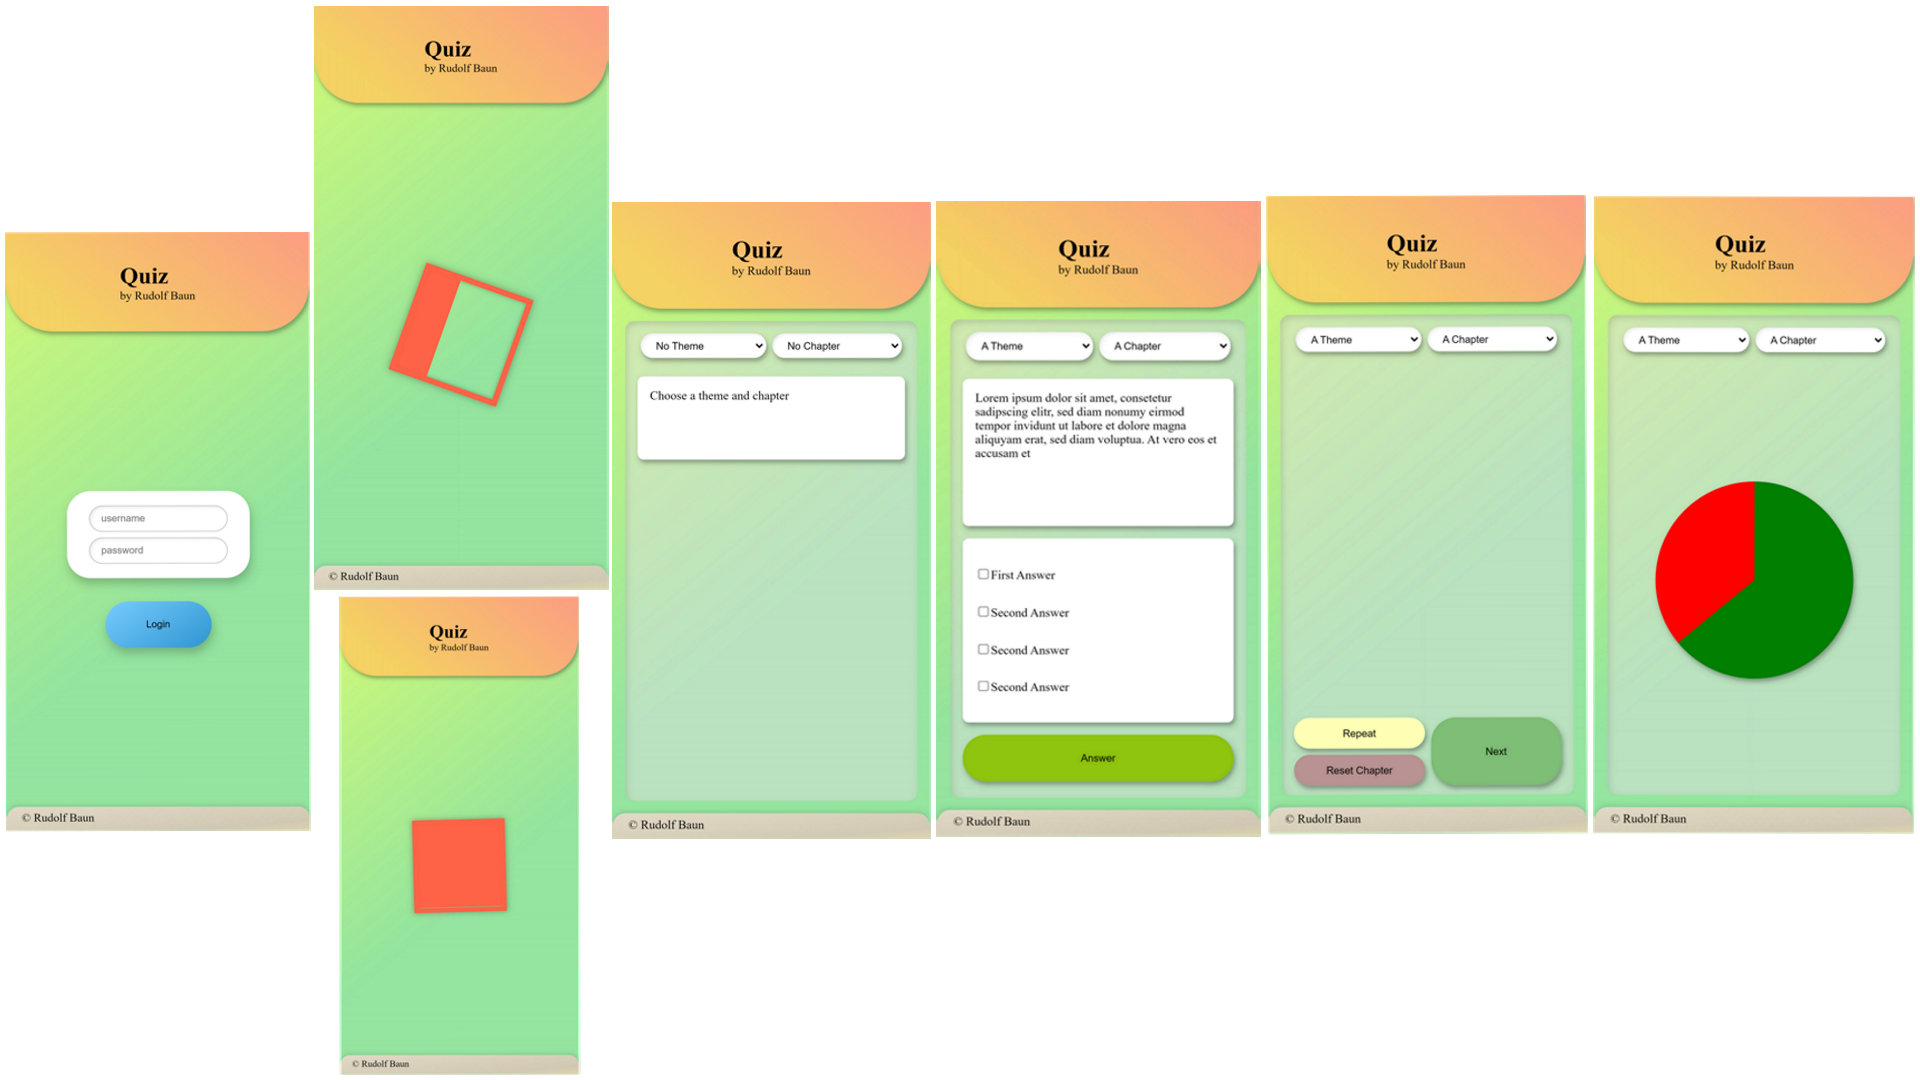 Quiz
by Rudolf Baun
username
password
Login
© Rudolf Baun
Quiz
by Rudolf Baun
© Rudolf Baun
Quiz
by Rudolf Baun
© Rudolf Baun
Quiz
by Rudolf Baun
No Theme
No Chapter
Choose a theme and chapter
© Rudolf Baun
Quiz
by Rudolf Baun
A Theme
A Chapter
Lorem ipsum dolor sit amet, consetetur
sadipscing elitr, sed diam nonumy eirmod
tempor invidunt ut labore et dolore magna
aliquyam erat, sed diam voluptua. At vero eos et
accusam et
First Answer
Second Answer
Second Answer
Second Answer
Answer
© Rudolf Baun
Quiz
by Rudolf Baun
A Theme
A Chapter
Repeat
Reset Chapter
Next
© Rudolf Baun
Quiz
by Rudolf Baun
A Theme
A Chapter
© Rudolf Baun